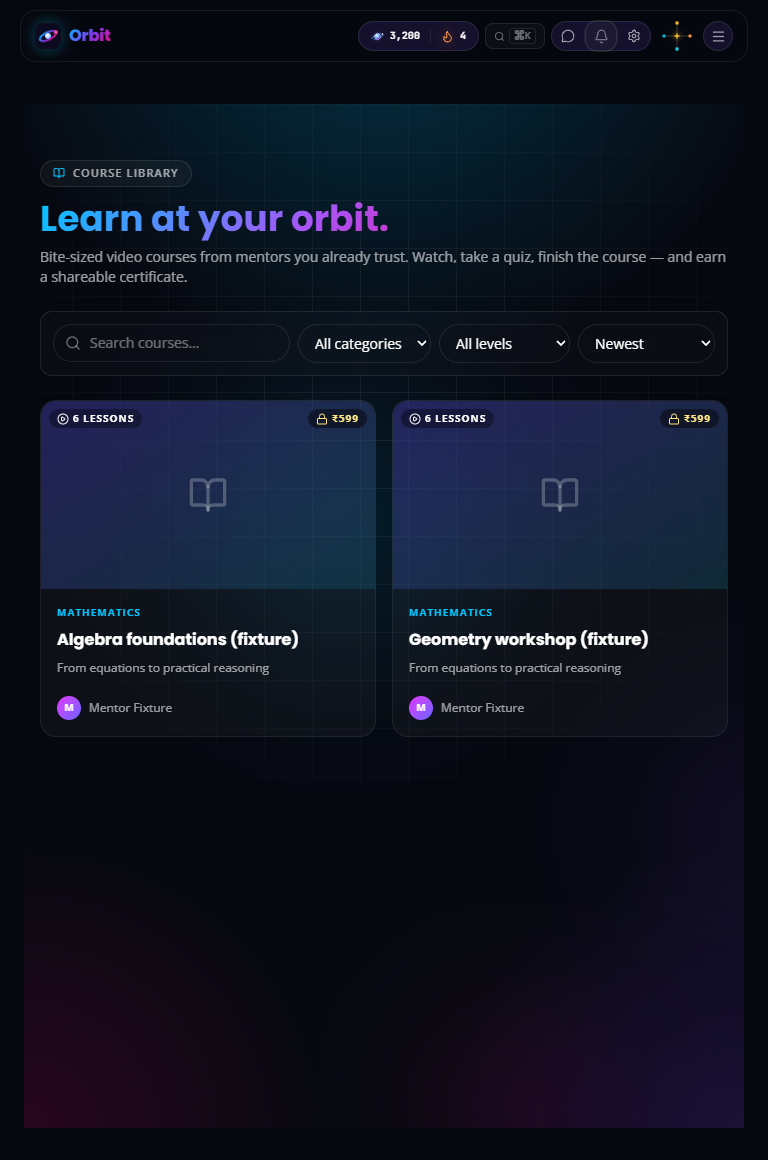 Orbit
3,200
4
⌘K
COURSE LIBRARY
Learn at your orbit.
Bite-sized video courses from mentors you already trust. Watch, take a quiz, finish the course — and earn
a shareable certificate.
Search courses...
All categories
All levels
Newest
6 LESSONS
₹599
6 LESSONS
₹599
MATHEMATICS
Algebra foundations (fixture)
From equations to practical reasoning
M
Mentor Fixture
MATHEMATICS
Geometry workshop (fixture)
From equations to practical reasoning
M
Mentor Fixture